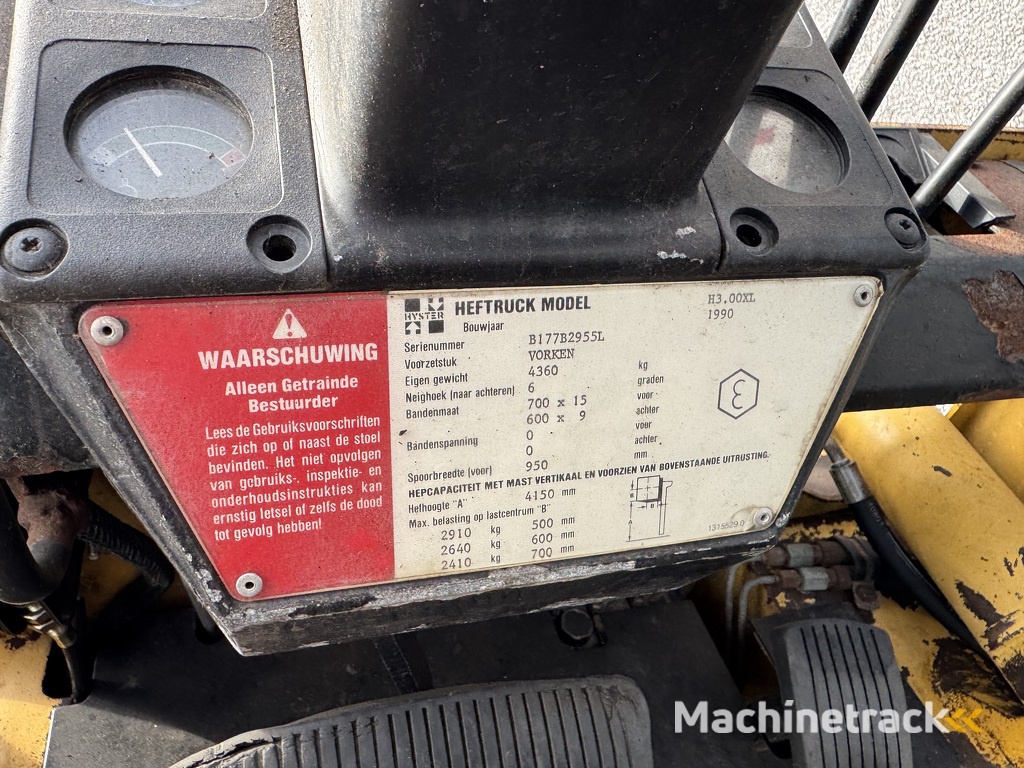 WAARSCHUWING
Alleen Getrainde
Bestuurder
Lees de Gebruiksvoorschriften
die zich op of naast de stoel
bevinden. Het niet opvolgen
van gebruiks-, inspektie- en
onderhoudsinstrukties kan
ernstig letsel of zelfs de dood
tot gevolg hebben!
HYSTER
HEFTRUCK MODEL H3.00XL
Bouwjaar 1990
Serienummer B177B2955L
Voorzetstuk VORKEN
Eigen gewicht 4360 kg
Neighoek (naar achteren) 6 graden
Bandenmaat 700 x 15 voor
600 x 9 achter
Bandenspanning 0 voor
0 achter
Spoorbreedte (voor) 950 mm
HEFCAPACITEIT MET MAST VERTIKAAL EN VOORZIEN VAN BOVENSTAANDE UITRUSTING.
Hefhoogte "A" 4150 mm
Max. belasting op lastcentrum "B"
2910 kg 500 mm
2640 kg 600 mm
2410 kg 700 mm
Machinetrack